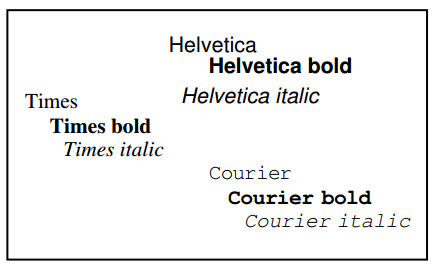 Helvetica
Helvetica bold
Helvetica italic
Times
Times bold
Times italic
Courier
Courier bold
Courier italic